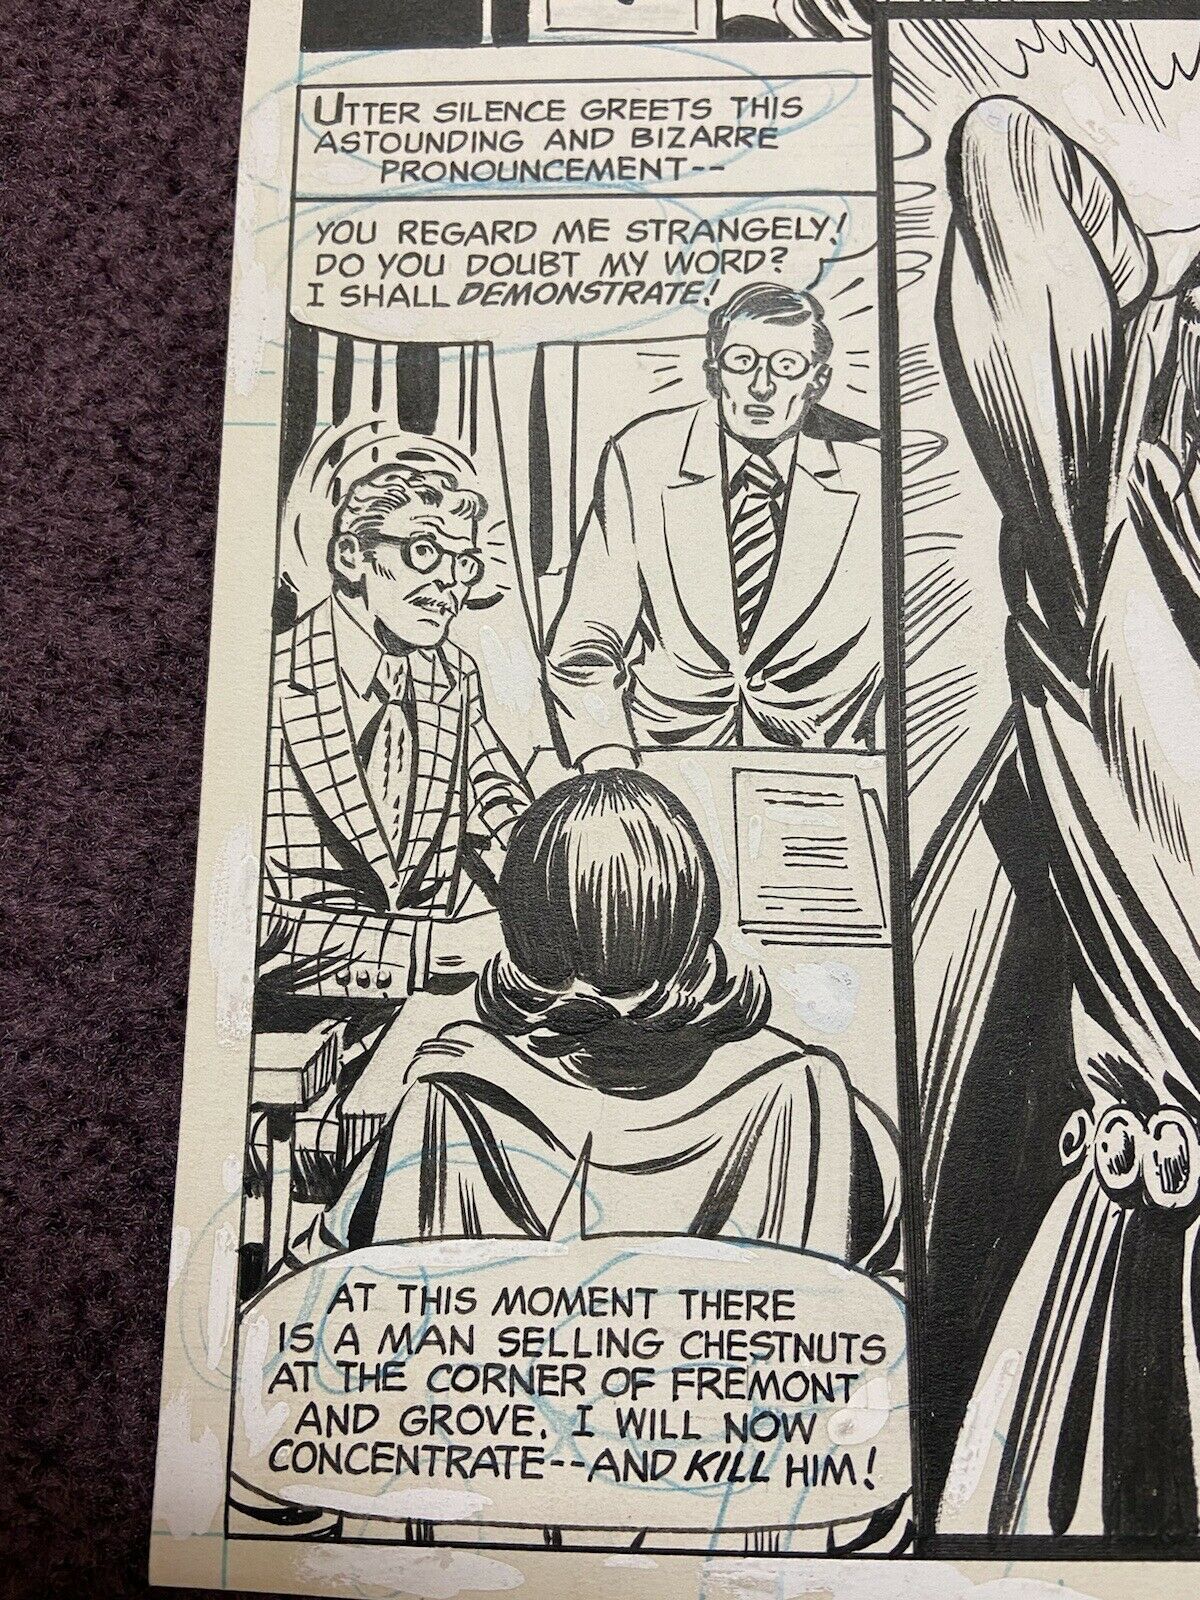 UTTER SILENCE GREETS THIS
ASTOUNDING AND BIZARRE
PRONOUNCEMENT--
YOU REGARD ME STRANGELY!
DO YOU DOUBT MY WORD?
I SHALL DEMONSTRATE!
AT THIS MOMENT THERE
IS A MAN SELLING CHESTNUTS
AT THE CORNER OF FREMONT
AND GROVE. I WILL NOW
CONCENTRATE--AND KILL HIM!